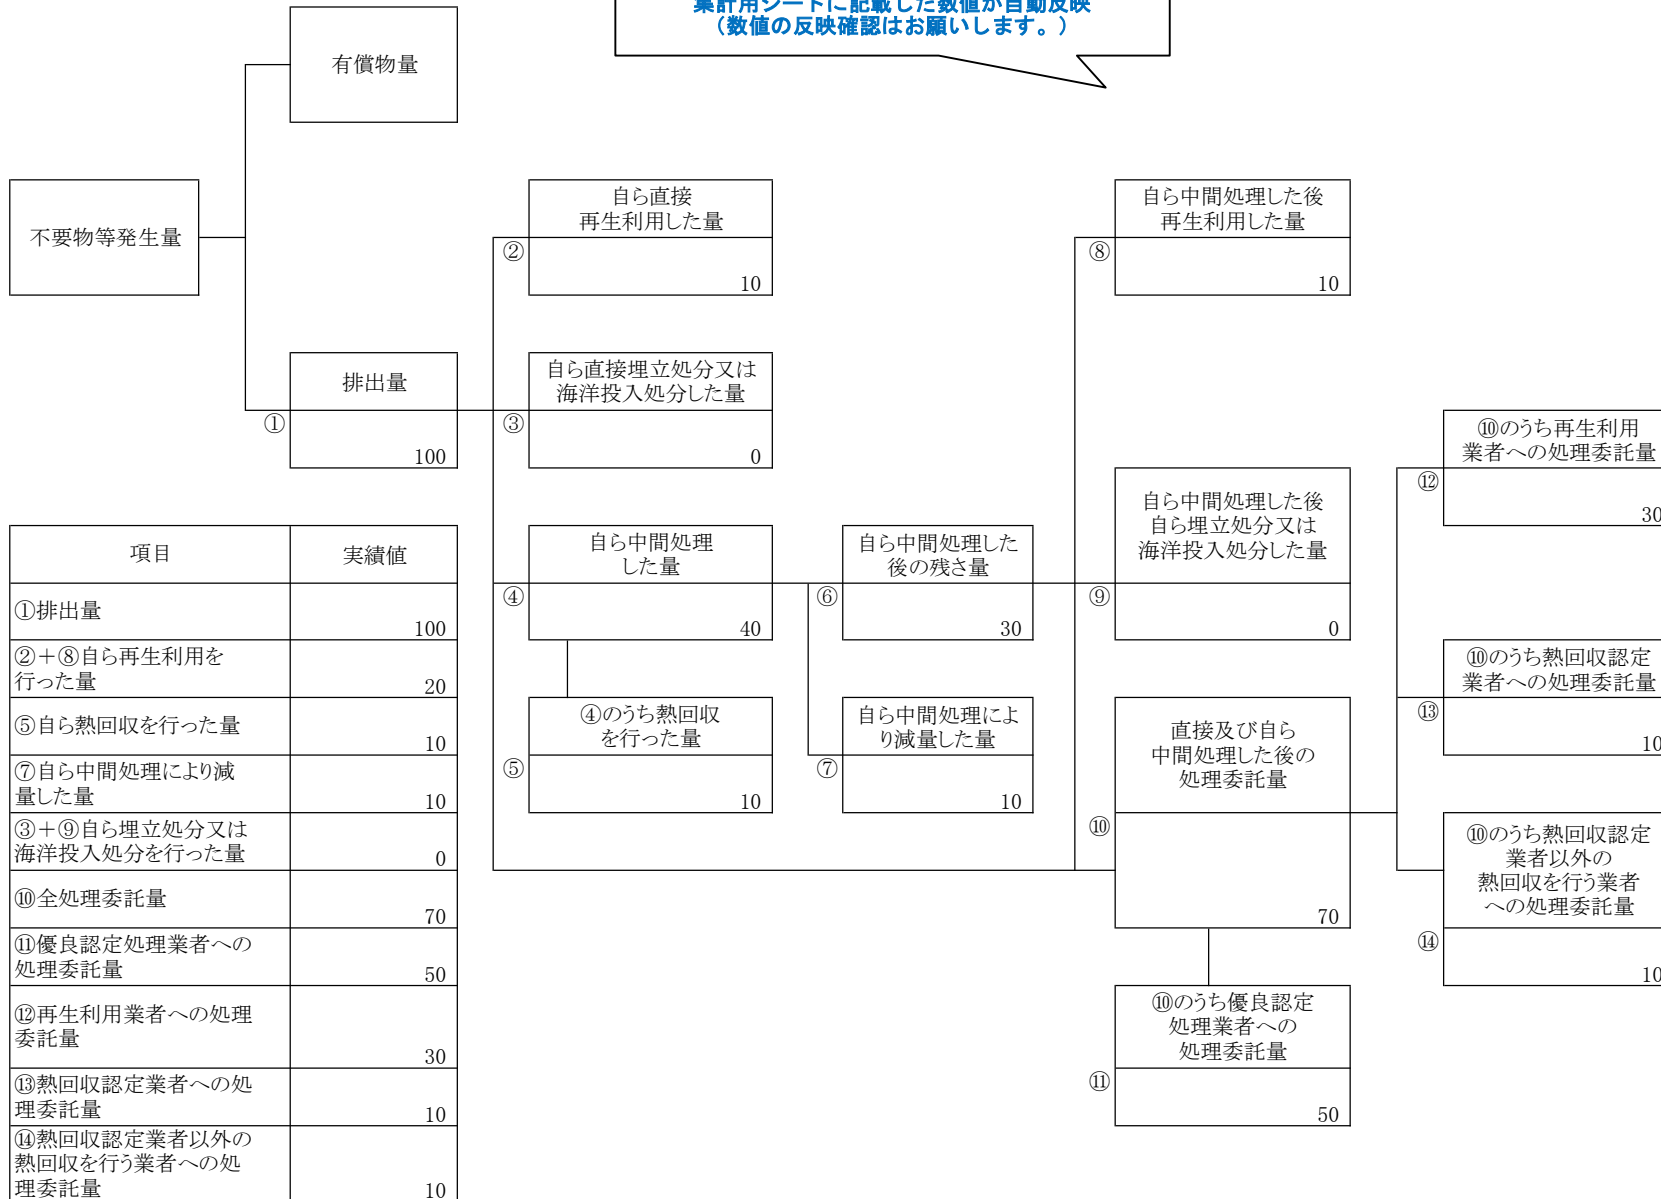 集計用シートに記載した数値が自動反映
（数値の反映確認はお願いします。）
有償物量
不要物等発生量
自ら直接
再生利用した量
②
10
自ら中間処理した後
再生利用した量
⑧
10
排出量
①
100
自ら直接埋立処分又は
海洋投入処分した量
③
0
⑩のうち再生利用
業者への処理委託量
⑫
30
自ら中間処理した後
自ら埋立処分又は
海洋投入処分した量
⑨
0
自ら中間処理
した量
④
40
自ら中間処理した
後の残さ量
⑥
30
⑩のうち熱回収認定
業者への処理委託量
⑬
10
④のうち熱回収
を行った量
⑤
10
自ら中間処理によ
り減量した量
⑦
10
直接及び自ら
中間処理した後の
処理委託量
⑩
70
⑩のうち熱回収認定
業者以外の
熱回収を行う業者
への処理委託量
⑭
10
⑩のうち優良認定
処理業者への
処理委託量
⑪
50
項目 実績値
①排出量
100
②＋⑧自ら再生利用を
行った量
20
⑤自ら熱回収を行った量
10
⑦自ら中間処理により減
量した量
10
③＋⑨自ら埋立処分又は
海洋投入処分を行った量
0
⑩全処理委託量
70
⑪優良認定処理業者への
処理委託量
50
⑫再生利用業者への処理
委託量
30
⑬熱回収認定業者への処
理委託量
10
⑭熱回収認定業者以外の
熱回収を行う業者への処
理委託量
10